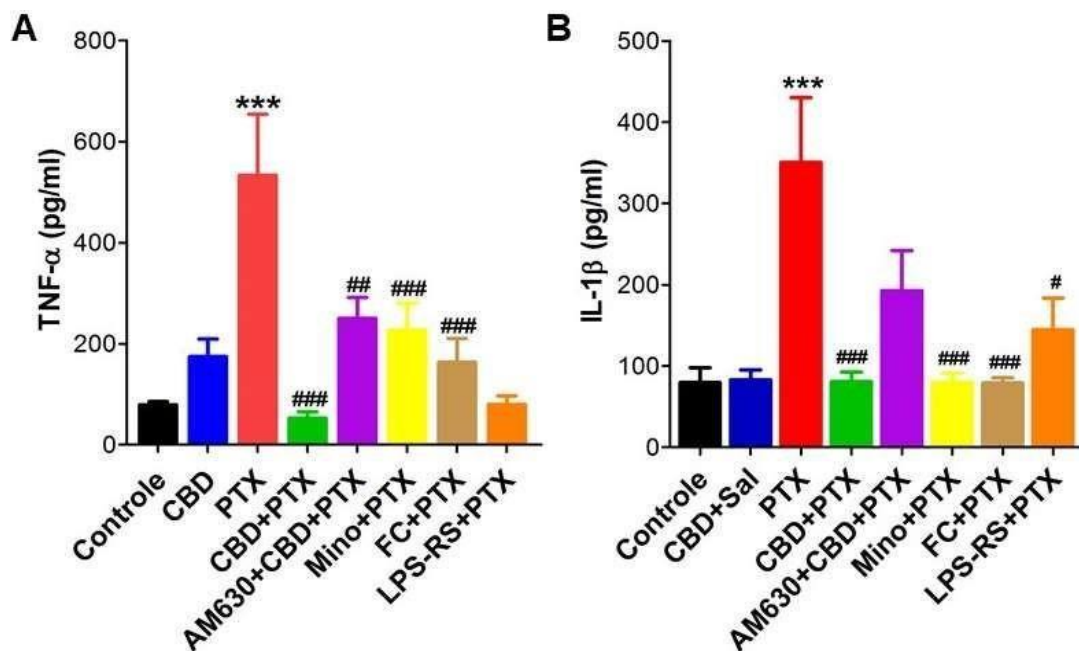 A
TNF-α (pg/ml)
800
600
400
200
0
***
###
##
###
###
Controle
CBD
PTX
CBD+PTX
AM630+CBD+PTX
Mino+PTX
FC+PTX
LPS-RS+PTX
B
IL-1β (pg/ml)
500
400
300
200
100
0
***
###
###
###
#
Controle
CBD+Sal
PTX
CBD+PTX
AM630+CBD+PTX
Mino+PTX
FC+PTX
LPS-RS+PTX